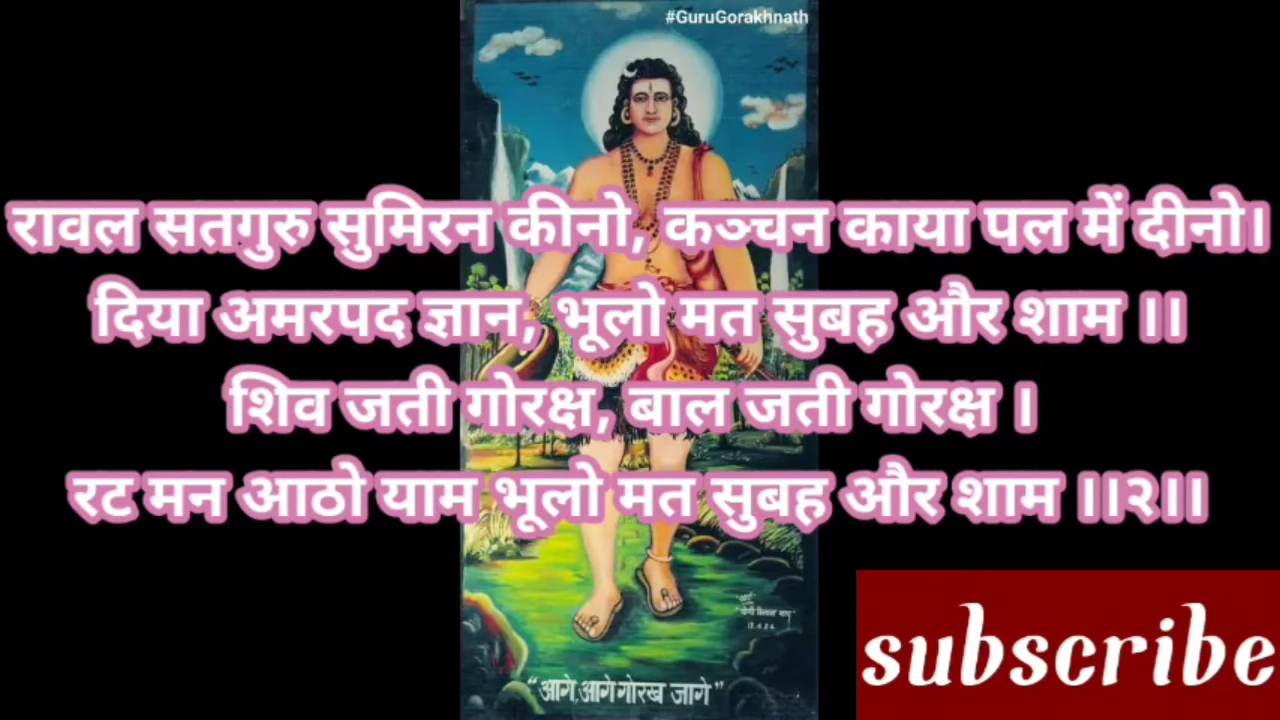 #GuruGorakhnath
रावल सतगुरु सुमिरन कीनो, कञ्चन काया पल में दीनो।
दिया अमरपद ज्ञान, भूलो मत सुबह और शाम ।।
शिव जती गोरक्ष, बाल जती गोरक्ष ।
रट मन आठो याम भूलो मत सुबह और शाम ।।२।।
subscribe
“आगे, आगे गोरख जागे”